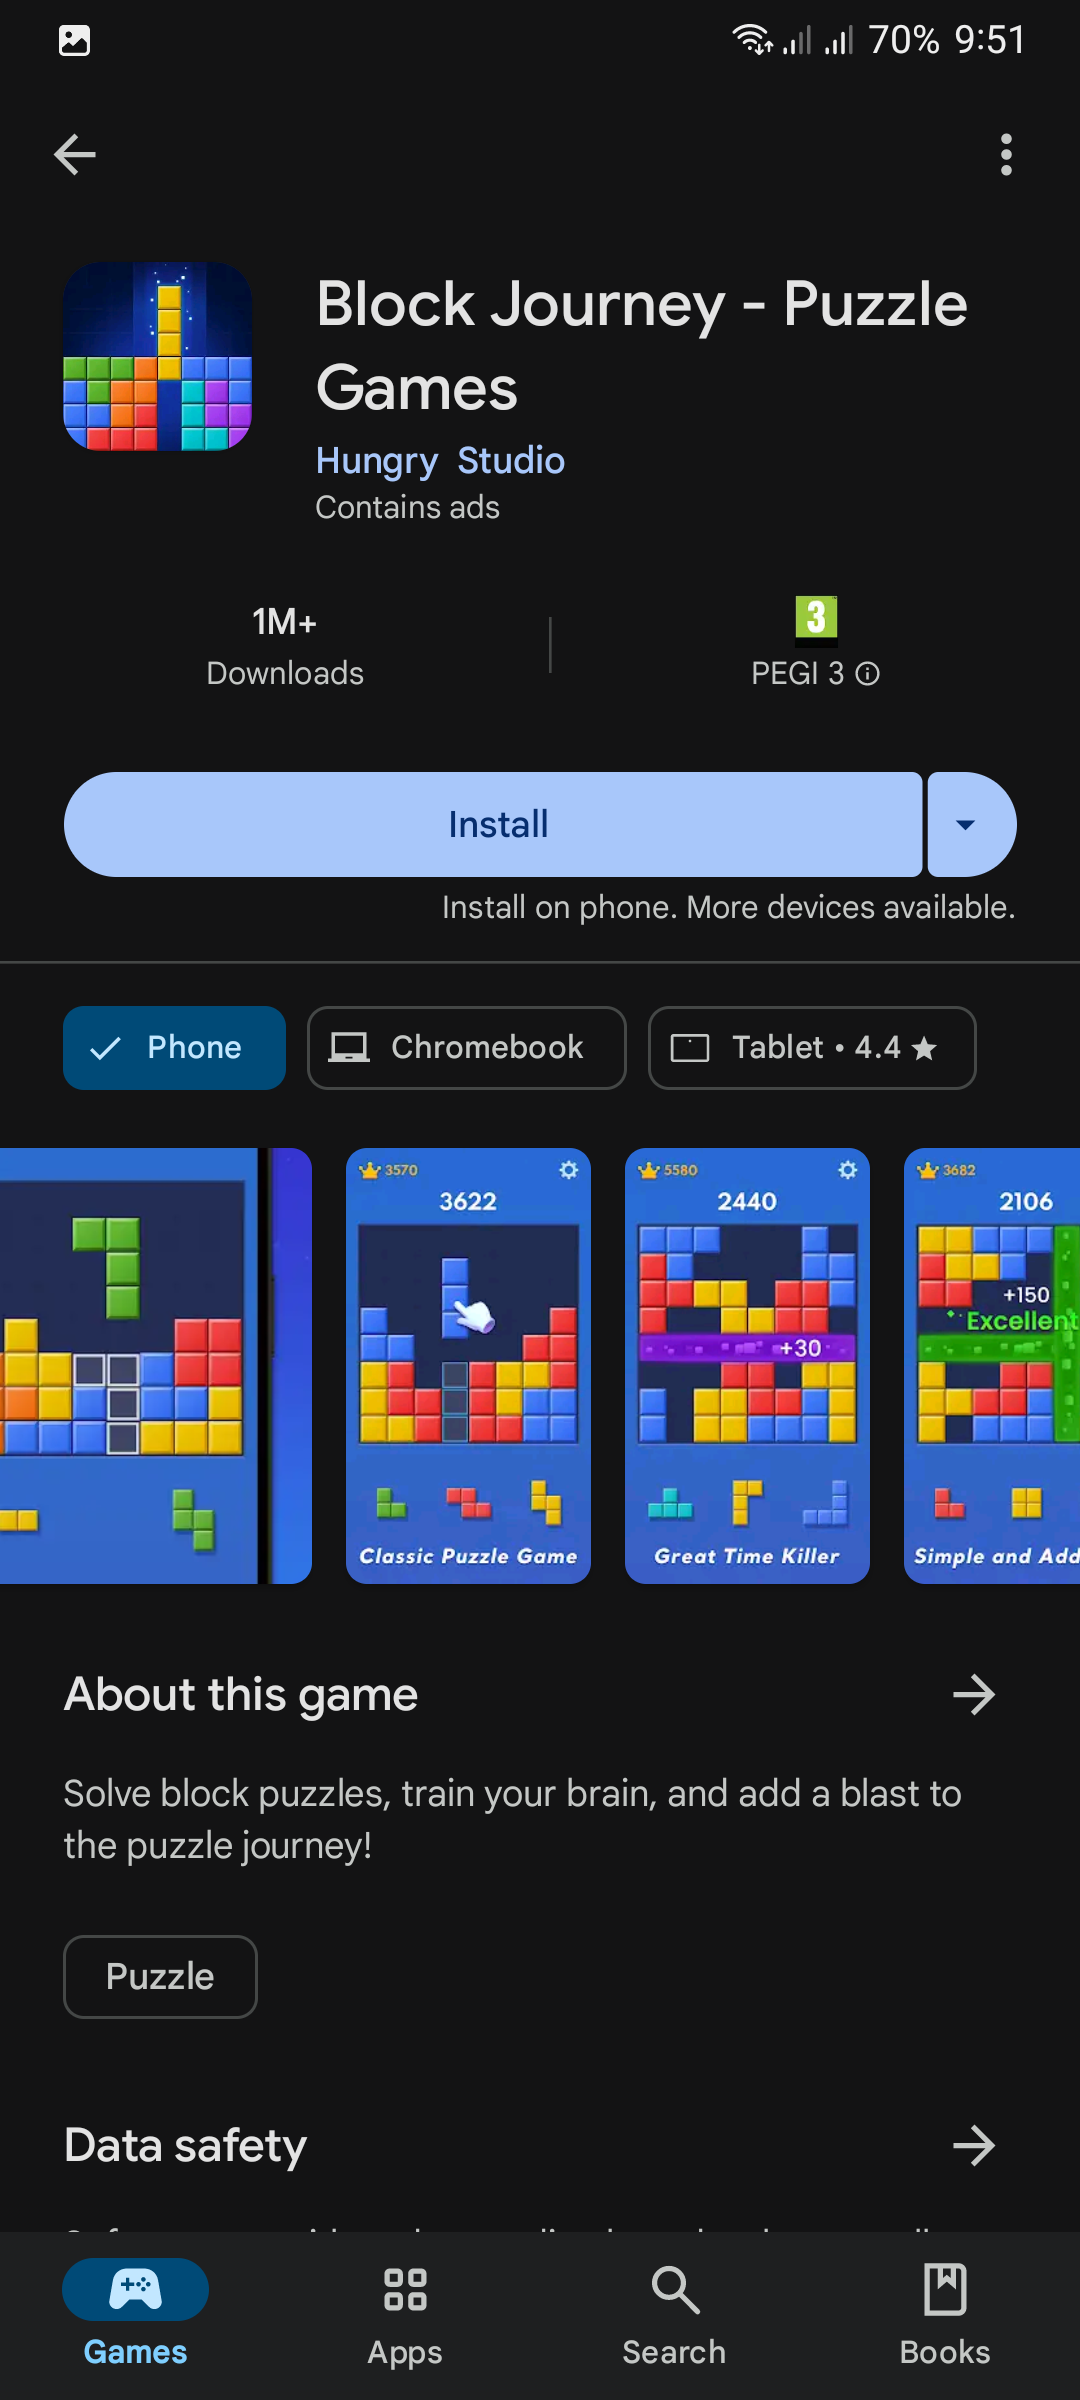 70% 9:51
Block Journey - Puzzle
Games
Hungry Studio
Contains ads
1M+
Downloads
3
PEGI 3
Install
Install on phone. More devices available.
Phone
Chromebook
Tablet • 4.4 ★
3570
3622
Classic Puzzle Game
5580
2440
+30
Great Time Killer
3682
2106
+150
Excellent
Simple and Add
About this game
Solve block puzzles, train your brain, and add a blast to
the puzzle journey!
Puzzle
Data safety
Games
Apps
Search
Books